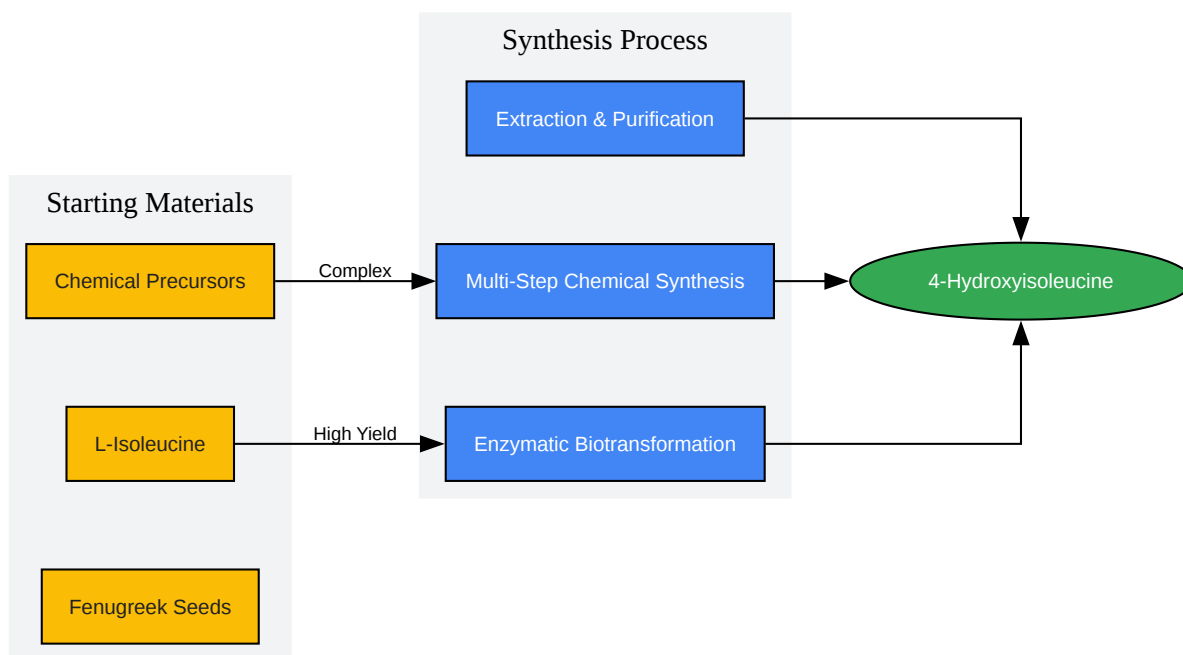 Synthesis Process
Extraction & Purification
Starting Materials
Chemical Precursors
Complex
Multi-Step Chemical Synthesis
4-Hydroxyisoleucine
L-Isoleucine
High Yield
Enzymatic Biotransformation
Fenugreek Seeds